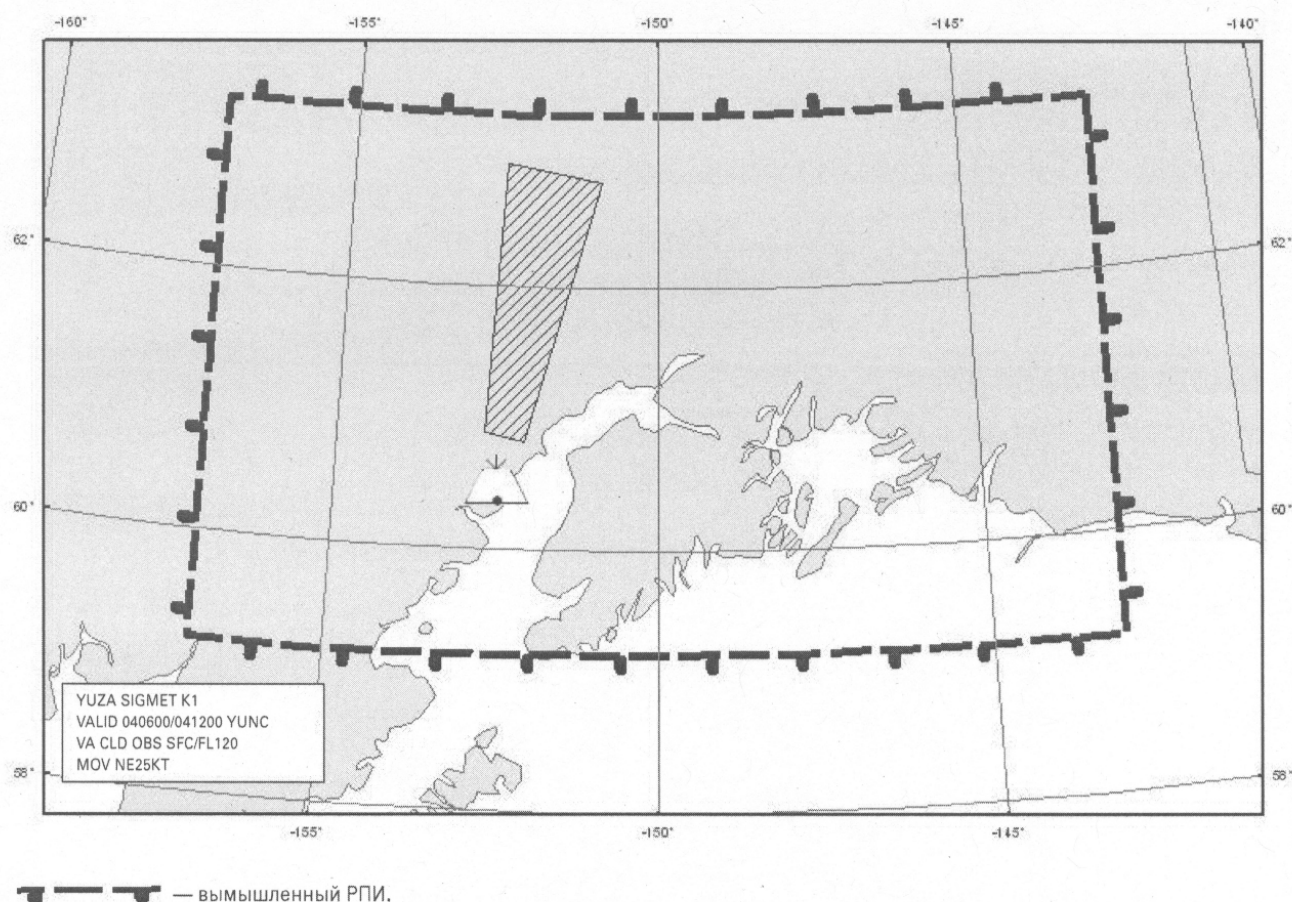 -160° -155° -150° -145° -140°
62° 62°
60° 60°
YUZA SIGMET K1
VALID 040600/041200 YUNC
VA CLD OBS SFC/FL120
MOV NE25KT
58° 58°
-155° -150° -145°
— вымышленный РПИ.